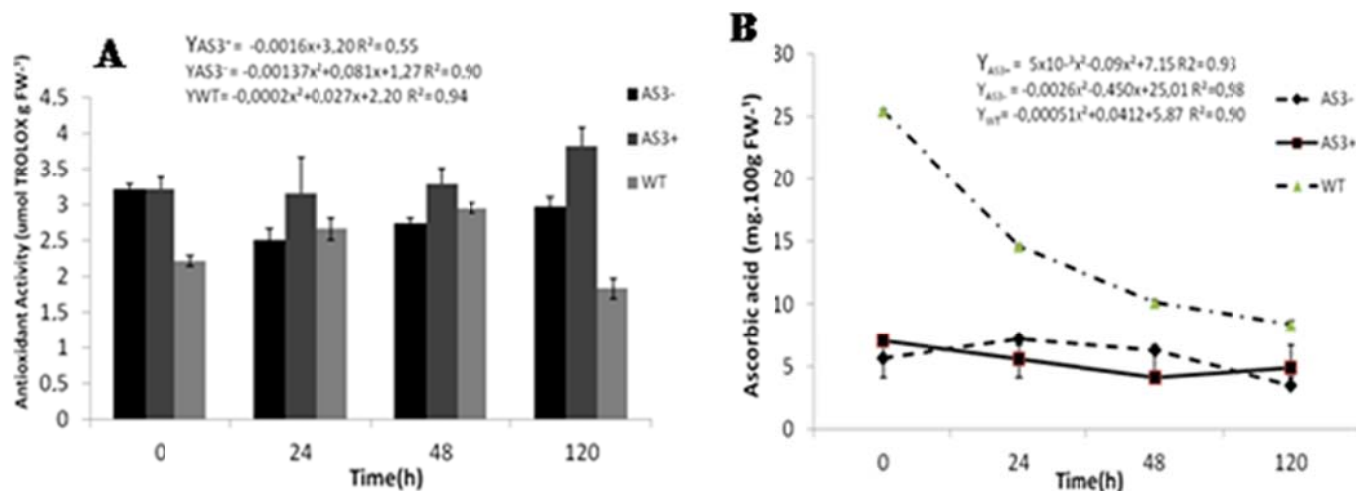 A
YAS3⁺= -0.0016x+3,20 R²= 0,55
YAS3⁻= -0.00137x²+0,081x+1,27 R²= 0,90
YWT= -0,0002x²+0,027x+2,20 R²= 0,94
Antioxidant Activity (umol TROLOX g FW-¹)
4.5
4
3.5
3
2.5
2
1.5
1
0.5
0
AS3-
AS3+
WT
0 24 48 120
Time(h)
B
Y AS3+ = 5x10-³x²-0.09x²+7,15 R2=0.93
Y AS3- = -0.0026x²-0.450x+25,01 R²=0,98
Y WT= -0,00051x²+0,0412+5,87 R²=0,90
Ascorbic acid (mg.100g FW-¹)
30
25
20
15
10
5
0
AS3-
AS3+
WT
0 24 48 120
Time(h)